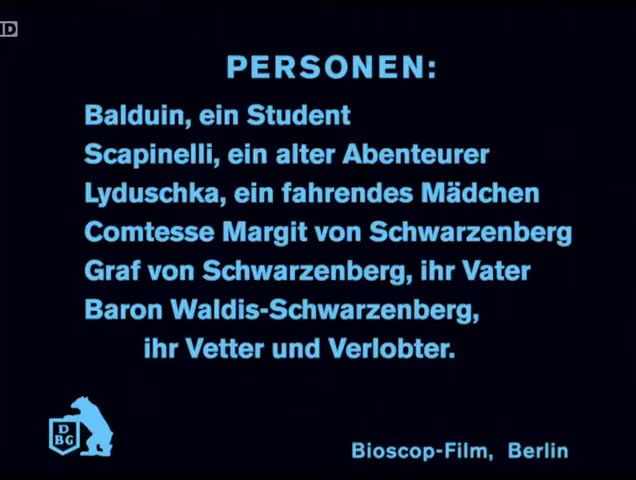 PERSONEN:
Balduin, ein Student
Scapinelli, ein alter Abenteurer
Lyduschka, ein fahrendes Mädchen
Comtesse Margit von Schwarzenberg
Graf von Schwarzenberg, ihr Vater
Baron Waldis-Schwarzenberg,
ihr Vetter und Verlobter.
D
BG
Bioscop-Film, Berlin